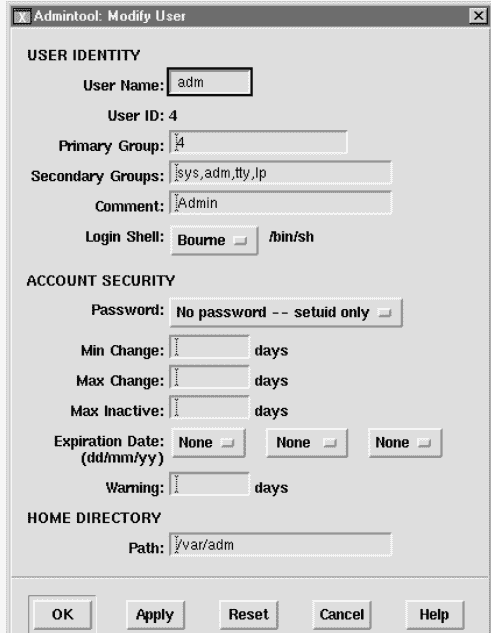 Admintool: Modify User
USER IDENTITY
User Name: adm
User ID: 4
Primary Group: 4
Secondary Groups: sys,adm,tty,lp
Comment: Admin
Login Shell: Bourne /bin/sh
ACCOUNT SECURITY
Password: No password -- setuid only
Min Change: days
Max Change: days
Max Inactive: days
Expiration Date: None None None
(dd/mm/yy)
Warning: days
HOME DIRECTORY
Path: /var/adm
OK Apply Reset Cancel Help